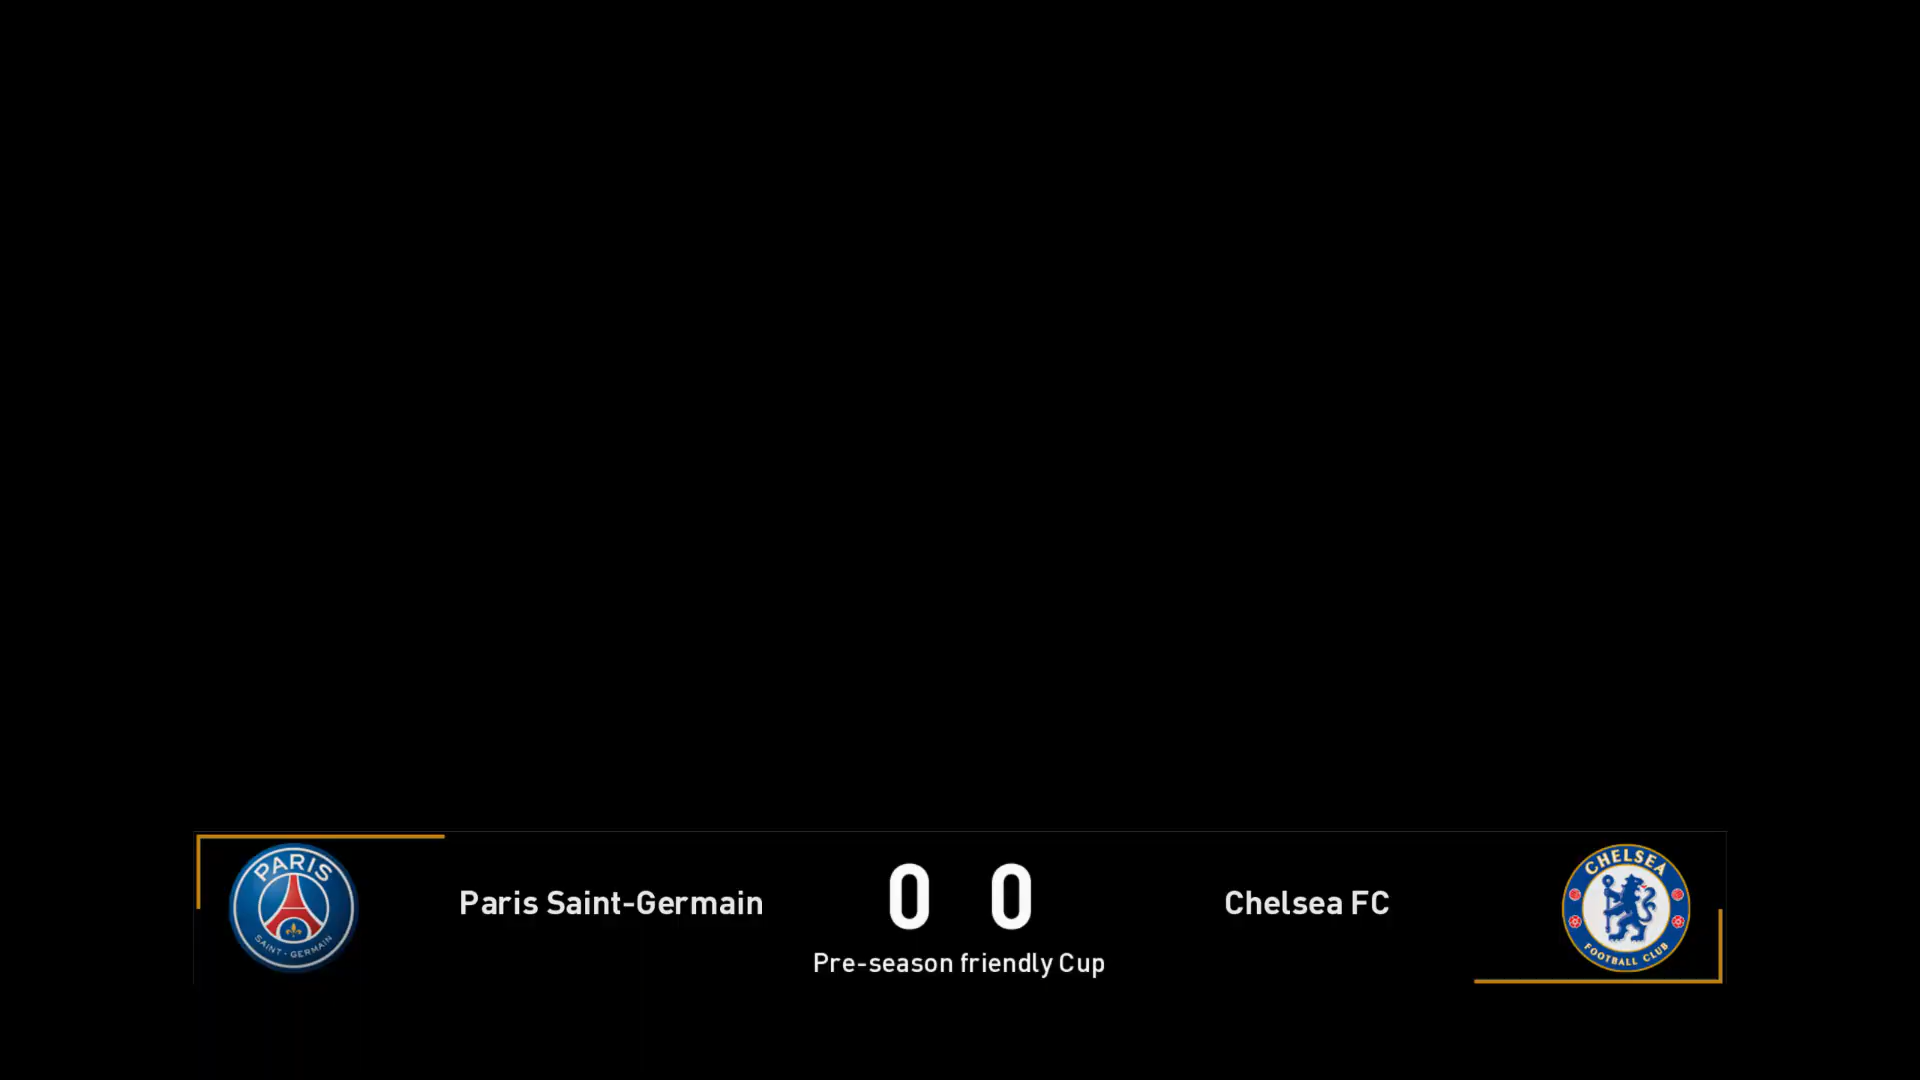 PARIS
SAINT-GERMAIN
Paris Saint-Germain
0 0
Chelsea FC
Pre-season friendly Cup
CHELSEA
FOOTBALL CLUB